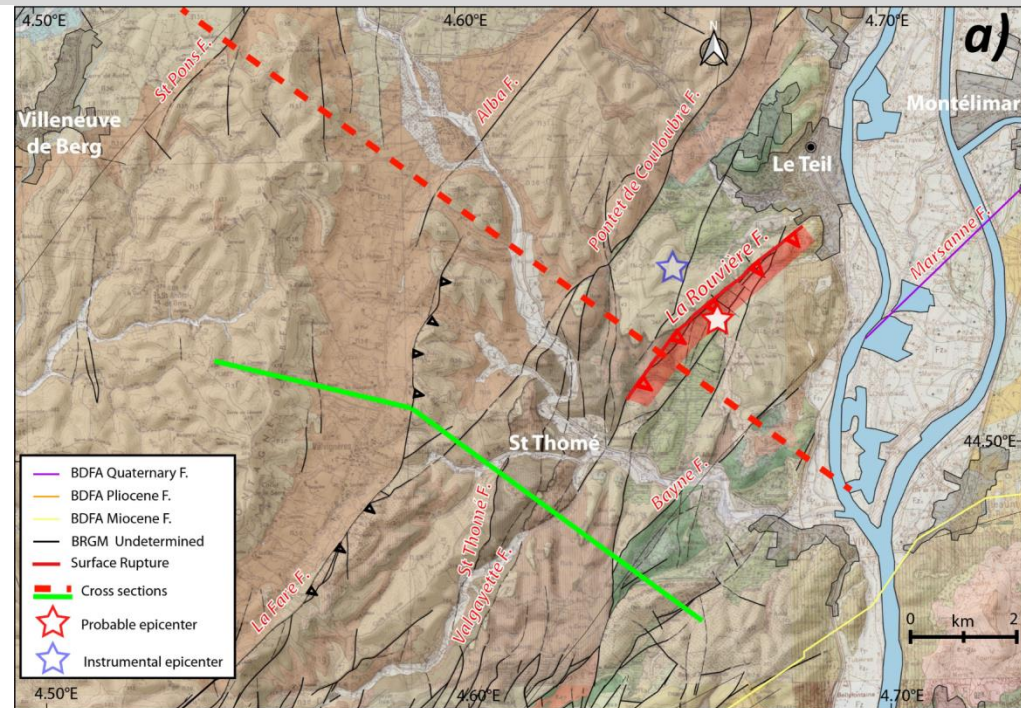 4.50°E
4.60°E
4.70°E
a)
N
St Pons F.
Alba F.
Villeneuve
de Berg
Montélimar
Le Teil
Pontet de Couloubre F.
Marsanne F.
La Rouvière F.
St Thomé
44.50°E
Bayne F.
BDFA Quaternary F.
BDFA Pliocene F.
BDFA Miocene F.
BRGM Undetermined
Surface Rupture
Cross sections
Probable epicenter
Instrumental epicenter
St Thomé F.
Valgayette F.
La Fare F.
0 km 2
4.50°E
4.60°E
4.70°E